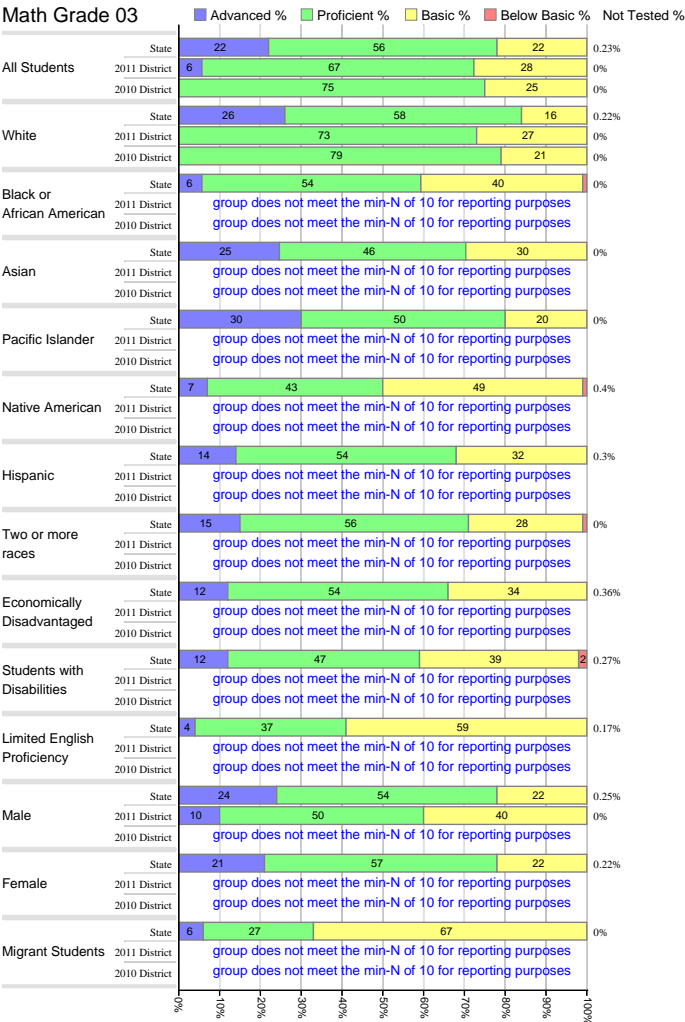 Math Grade 03 Advanced % Proficient % Basic % Below Basic % Not Tested %
All Students
State 22 56 22 0.23%
2011 District 6 67 28 0%
2010 District 75 25 0%
White
State 26 58 16 0.22%
2011 District 73 27 0%
2010 District 79 21 0%
Black or
African American
State 6 54 40 0%
2011 District group does not meet the min-N of 10 for reporting purposes
2010 District group does not meet the min-N of 10 for reporting purposes
Asian
State 25 46 30 0%
2011 District group does not meet the min-N of 10 for reporting purposes
2010 District group does not meet the min-N of 10 for reporting purposes
Pacific Islander
State 30 50 20 0%
2011 District group does not meet the min-N of 10 for reporting purposes
2010 District group does not meet the min-N of 10 for reporting purposes
Native American
State 7 43 49 0.4%
2011 District group does not meet the min-N of 10 for reporting purposes
2010 District group does not meet the min-N of 10 for reporting purposes
Hispanic
State 14 54 32 0.3%
2011 District group does not meet the min-N of 10 for reporting purposes
2010 District group does not meet the min-N of 10 for reporting purposes
Two or more
races
State 15 56 28 0%
2011 District group does not meet the min-N of 10 for reporting purposes
2010 District group does not meet the min-N of 10 for reporting purposes
Economically
Disadvantaged
State 12 54 34 0.36%
2011 District group does not meet the min-N of 10 for reporting purposes
2010 District group does not meet the min-N of 10 for reporting purposes
Students with
Disabilities
State 12 47 39 2 0.27%
2011 District group does not meet the min-N of 10 for reporting purposes
2010 District group does not meet the min-N of 10 for reporting purposes
Limited English
Proficiency
State 4 37 59 0.17%
2011 District group does not meet the min-N of 10 for reporting purposes
2010 District group does not meet the min-N of 10 for reporting purposes
Male
State 24 54 22 0.25%
2011 District 10 50 40 0%
2010 District group does not meet the min-N of 10 for reporting purposes
Female
State 21 57 22 0.22%
2011 District group does not meet the min-N of 10 for reporting purposes
2010 District group does not meet the min-N of 10 for reporting purposes
Migrant Students
State 6 27 67 0%
2011 District group does not meet the min-N of 10 for reporting purposes
2010 District group does not meet the min-N of 10 for reporting purposes
0% 10% 20% 30% 40% 50% 60% 70% 80% 90% 100%